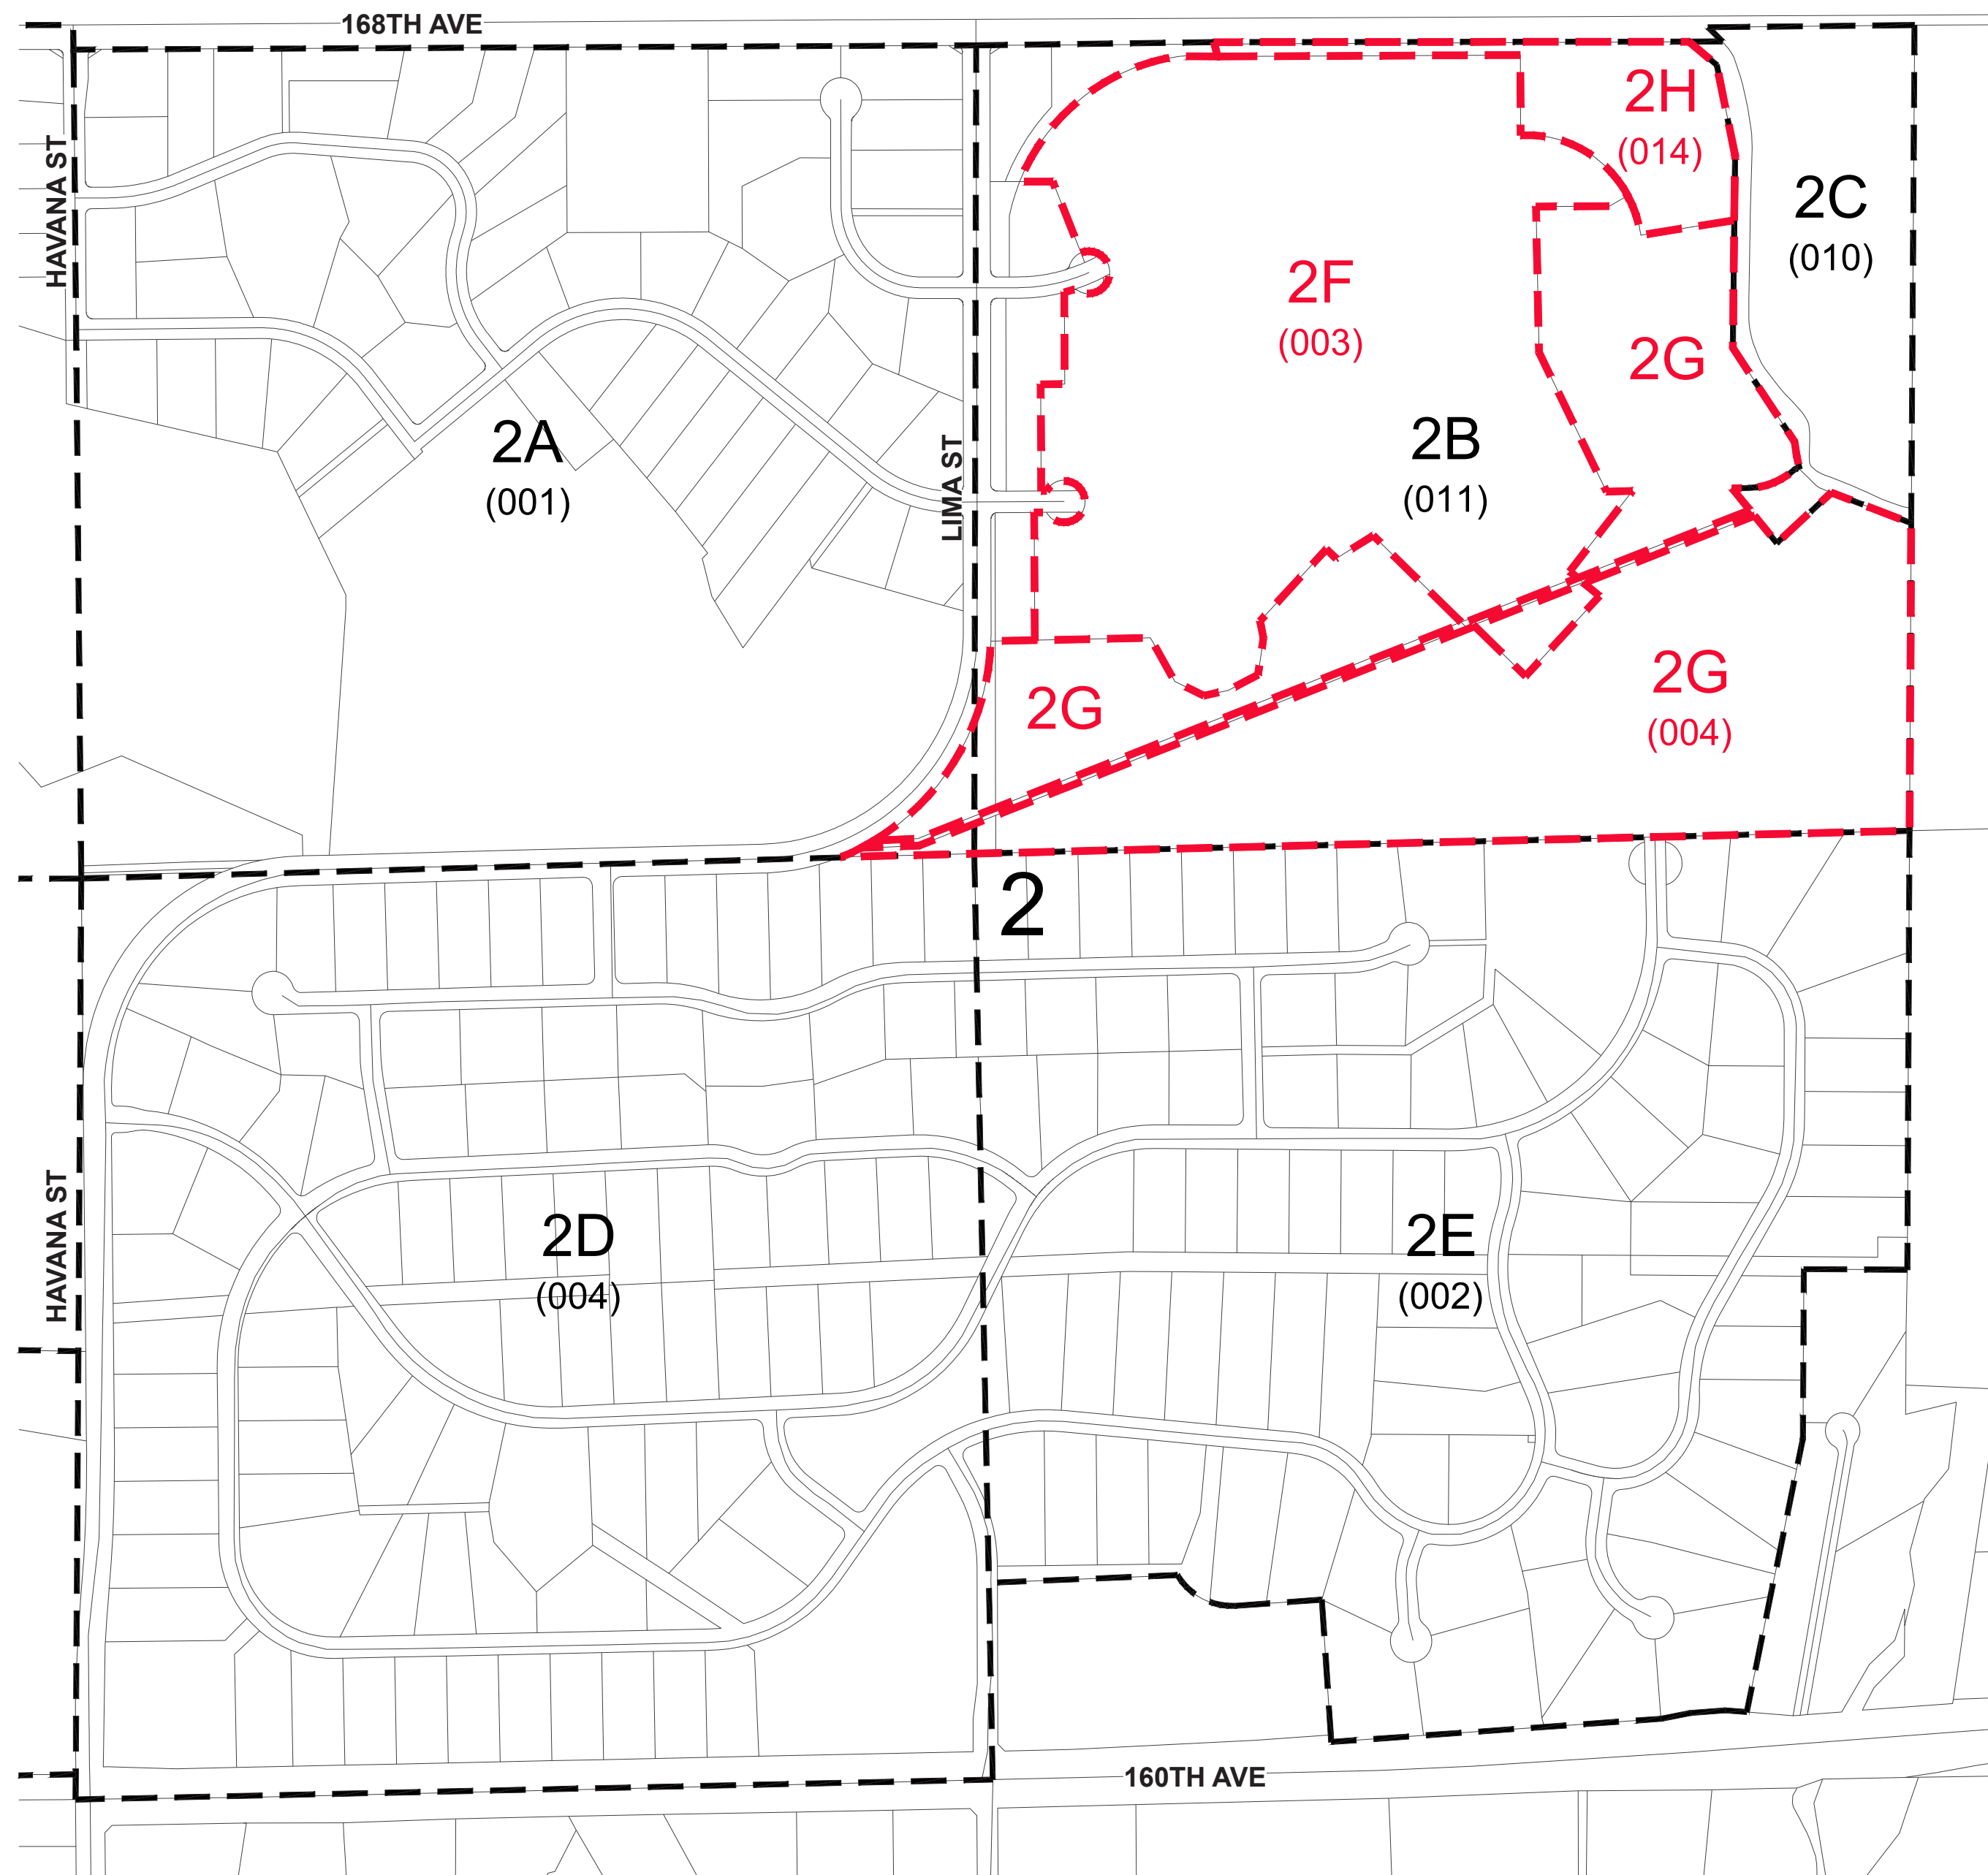 168TH AVE
2H
(014)
HAVANA ST
2C
(010)
2F
(003)
2G
2A
(001)
2B
(011)
LIMA ST
2G
2G
(004)
2
HAVANA ST
2D
(004)
2E
(002)
160TH AVE